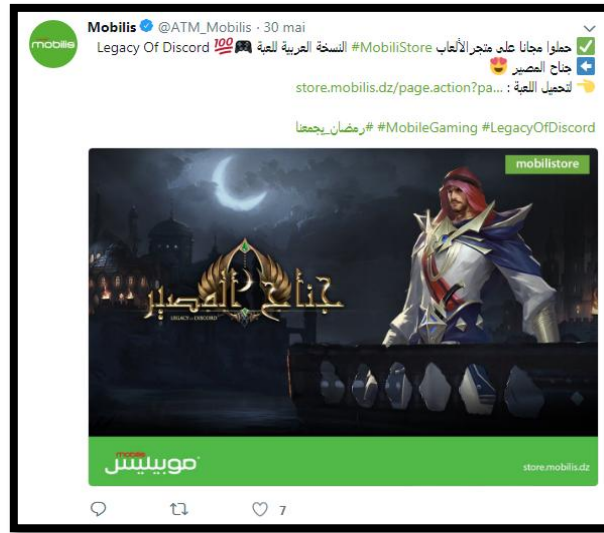 Mobilis @ATM_Mobilis · 30 mai
mobilis
✅ حملوا مجانا على متجر الألعاب MobiliStore# النسخة العربية للعبة 🎮💯 Legacy Of Discord
⬅️ جناح المصير 😍
👈 لتحميل اللعبة : ...store.mobilis.dz/page.action?pa
#MobileGaming #LegacyOfDiscord #رمضان_يجمعنا
mobilistore
جناح المصير
LEGACY OF DISCORD
mobilis
موبيليس
store.mobilis.dz
7